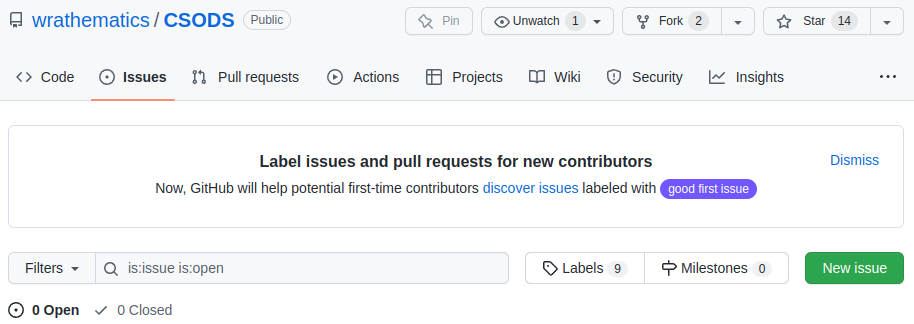 wrathematics / CSODS Public Pin Unwatch 1 Fork 2 Star 14
Code Issues Pull requests Actions Projects Wiki Security Insights ...
Label issues and pull requests for new contributors Dismiss
Now, GitHub will help potential first-time contributors discover issues labeled with good first issue
Filters is:issue is:open Labels 9 Milestones 0 New issue
0 Open 0 Closed